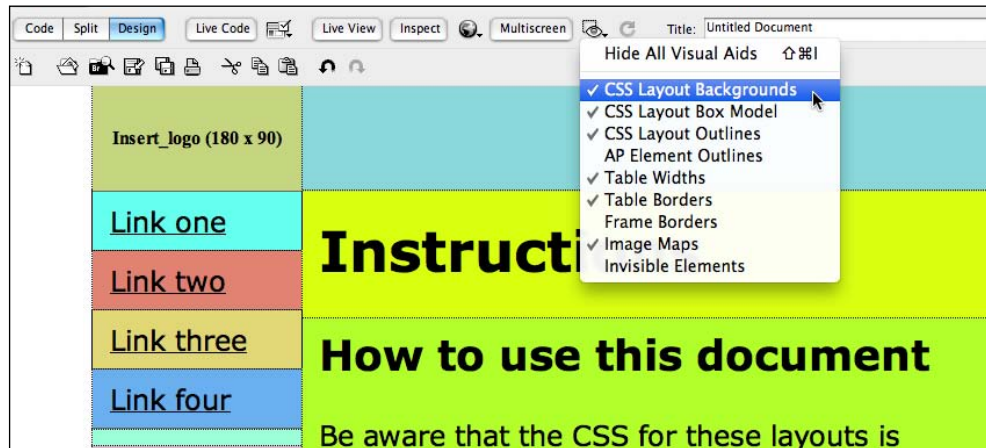 Code Split Design Live Code Live View Inspect Multiscreen Title: Untitled Document
Hide All Visual Aids ⇧⌘I
CSS Layout Backgrounds
CSS Layout Box Model
CSS Layout Outlines
AP Element Outlines
Table Widths
Table Borders
Frame Borders
Image Maps
Invisible Elements
Insert_logo (180 x 90)
Link one
Link two
Link three
Link four
Instructi
How to use this document
Be aware that the CSS for these layouts is